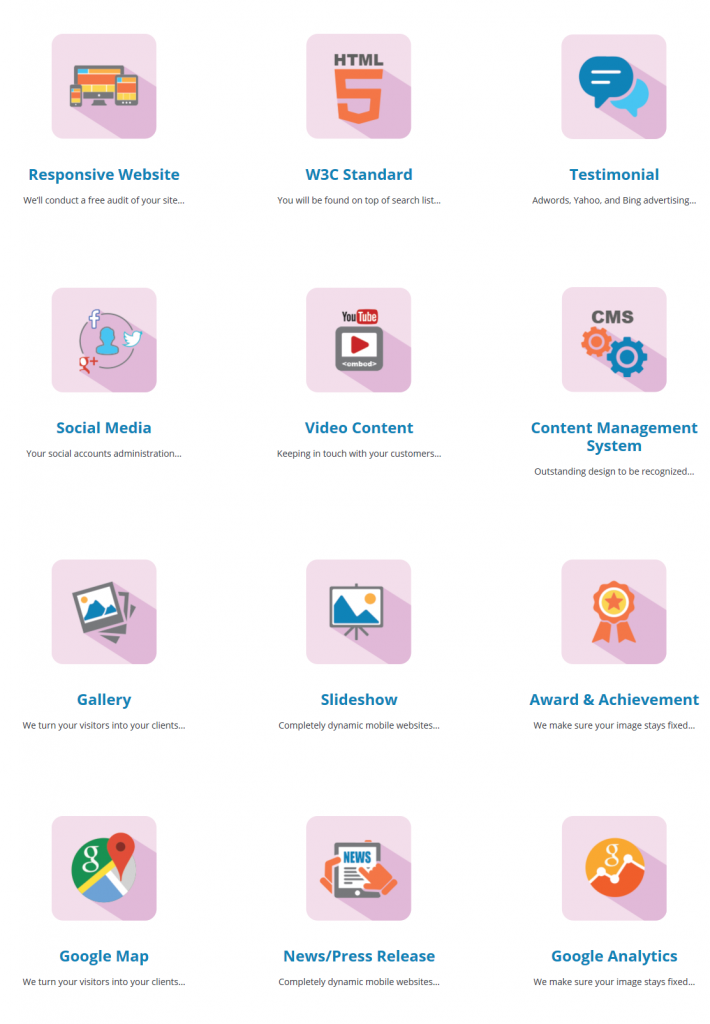 HTML
Responsive Website
W3C Standard
Testimonial
We'll conduct a free audit of your site...
You will be found on top of search list...
Adwords, Yahoo, and Bing advertising...
f
g+
YouTube
<embed>
CMS
Social Media
Video Content
Content Management
System
Your social accounts administration...
Keeping in touch with your customers...
Outstanding design to be recognized...
Gallery
Slideshow
Award & Achievement
We turn your visitors into your clients...
Completely dynamic mobile websites...
We make sure your image stays fixed...
g
NEWS
g
Google Map
News/Press Release
Google Analytics
We turn your visitors into your clients...
Completely dynamic mobile websites...
We make sure your image stays fixed...